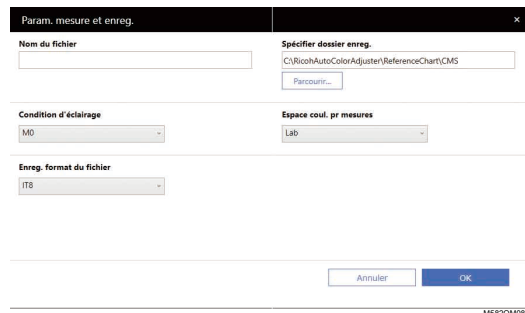 Param. mesure et enreg.
×
Nom du fichier
Spécifier dossier enreg.
C:\RicohAutoColorAdjuster\ReferenceChart\CMS
Parcourir...
Condition d'éclairage
Espace coul. pr mesures
M0
Lab
Enreg. format du fichier
IT8
Annuler
OK